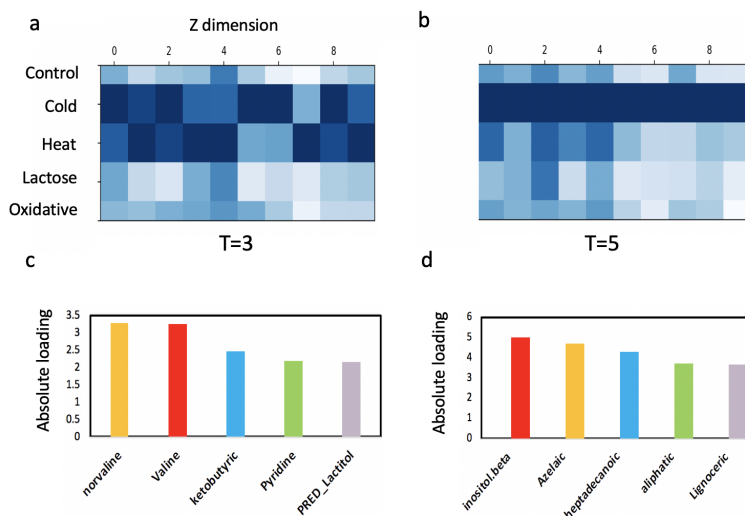 a
Z dimension
b
0 2 4 6 8
0 2 4 6 8
Control
Cold
Heat
Lactose
Oxidative
T=3
T=5
c
d
Absolute loading
3.5
3
2.5
2
1.5
1
0.5
0
norvaline
Valine
ketobutyric
Pyridine
PRED_Lactitol
Absolute loading
6
5
4
3
2
1
0
inositol.beta
Azelaic
heptadecanoic
aliphatic
Lignoceric